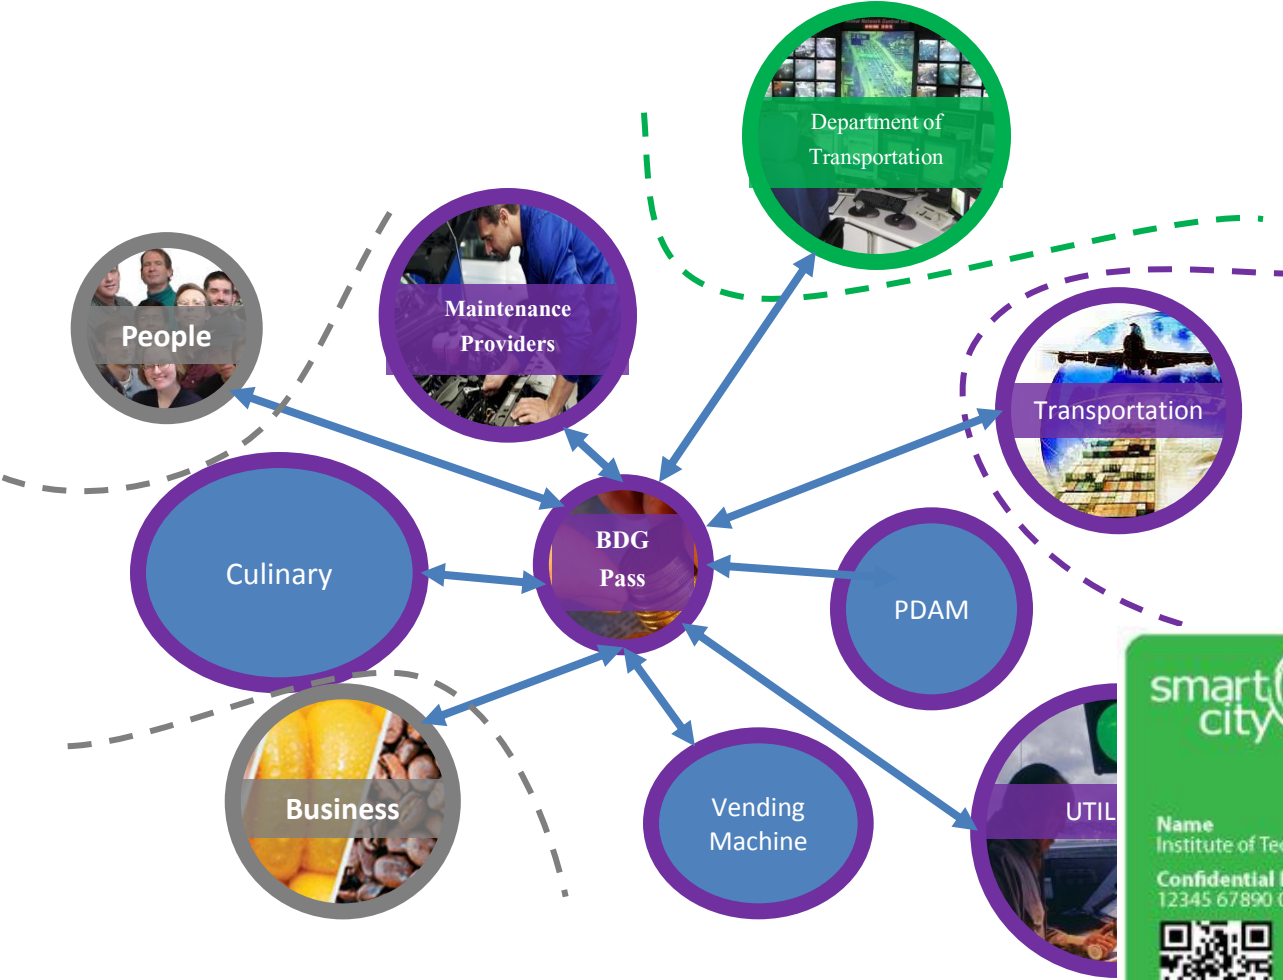 Department of
Transportation
Maintenance
Providers
People
Transportation
BDG
Pass
Culinary
PDAM
smart
city
Business
Vending
Machine
UTIL
Name
Institute of Te
Confidential
12345 67890